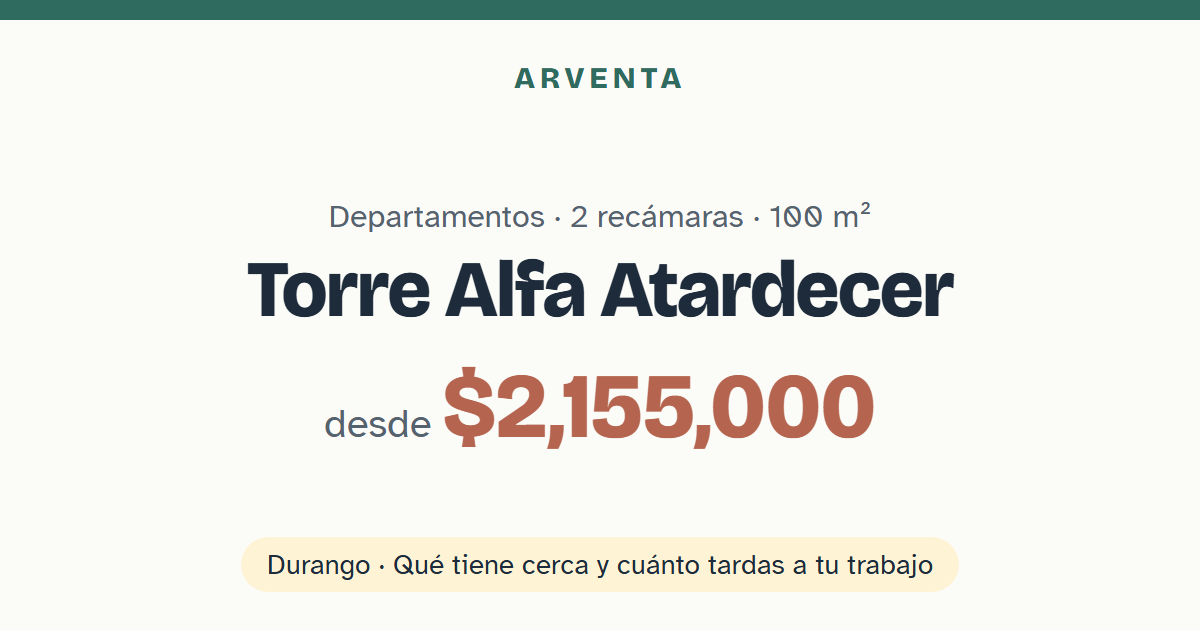 ARVENTA
Departamentos · 2 recámaras · 100 m²
Torre Alfa Atardecer
desde $2,155,000
Durango · Qué tiene cerca y cuánto tardas a tu trabajo